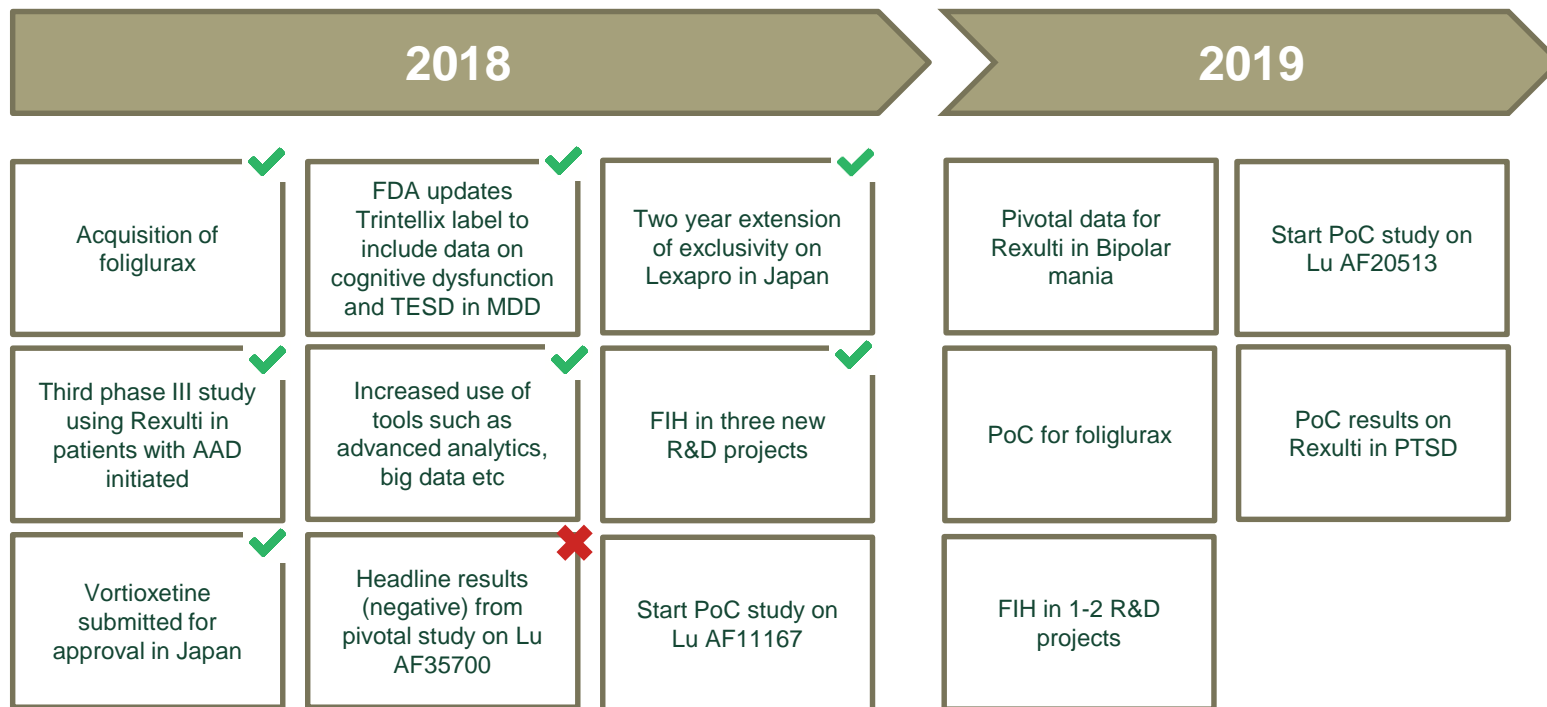 2018
2019
Acquisition of
foliglurax
FDA updates
Trintellix label to
include data on
cognitive dysfunction
and TESD in MDD
Two year extension
of exclusivity on
Lexapro in Japan
Pivotal data for
Rexulti in Bipolar
mania
Start PoC study on
Lu AF20513
Third phase III study
using Rexulti in
patients with AAD
initiated
Increased use of
tools such as
advanced analytics,
big data etc
FIH in three new
R&D projects
PoC for foliglurax
PoC results on
Rexulti in PTSD
Vortioxetine
submitted for
approval in Japan
Headline results
(negative) from
pivotal study on Lu
AF35700
Start PoC study on
Lu AF11167
FIH in 1-2 R&D
projects